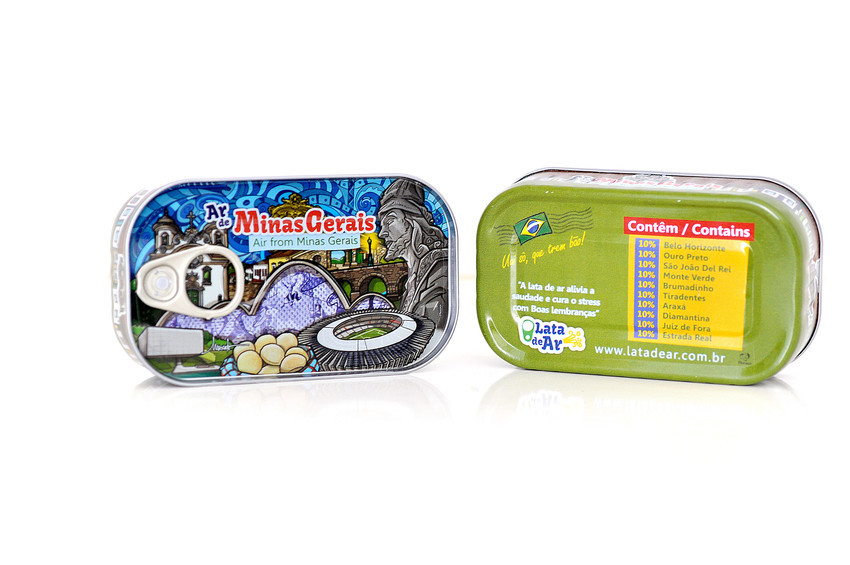 Ar
de
Minas Gerais
Air from Minas Gerais
Contêm / Contains
10% Belo Horizonte
10% Ouro Preto
10% São João Del Rei
10% Monte Verde
10% Brumadinho
10% Tiradentes
10% Araxá
10% Diamantina
10% Juiz de Fora
10% Estrada Real
só, que trem bão!
"A lata de ar alivia a
saudade e cura o stress
com Boas lembranças"
Lata
de Ar
www.latadear.com.br